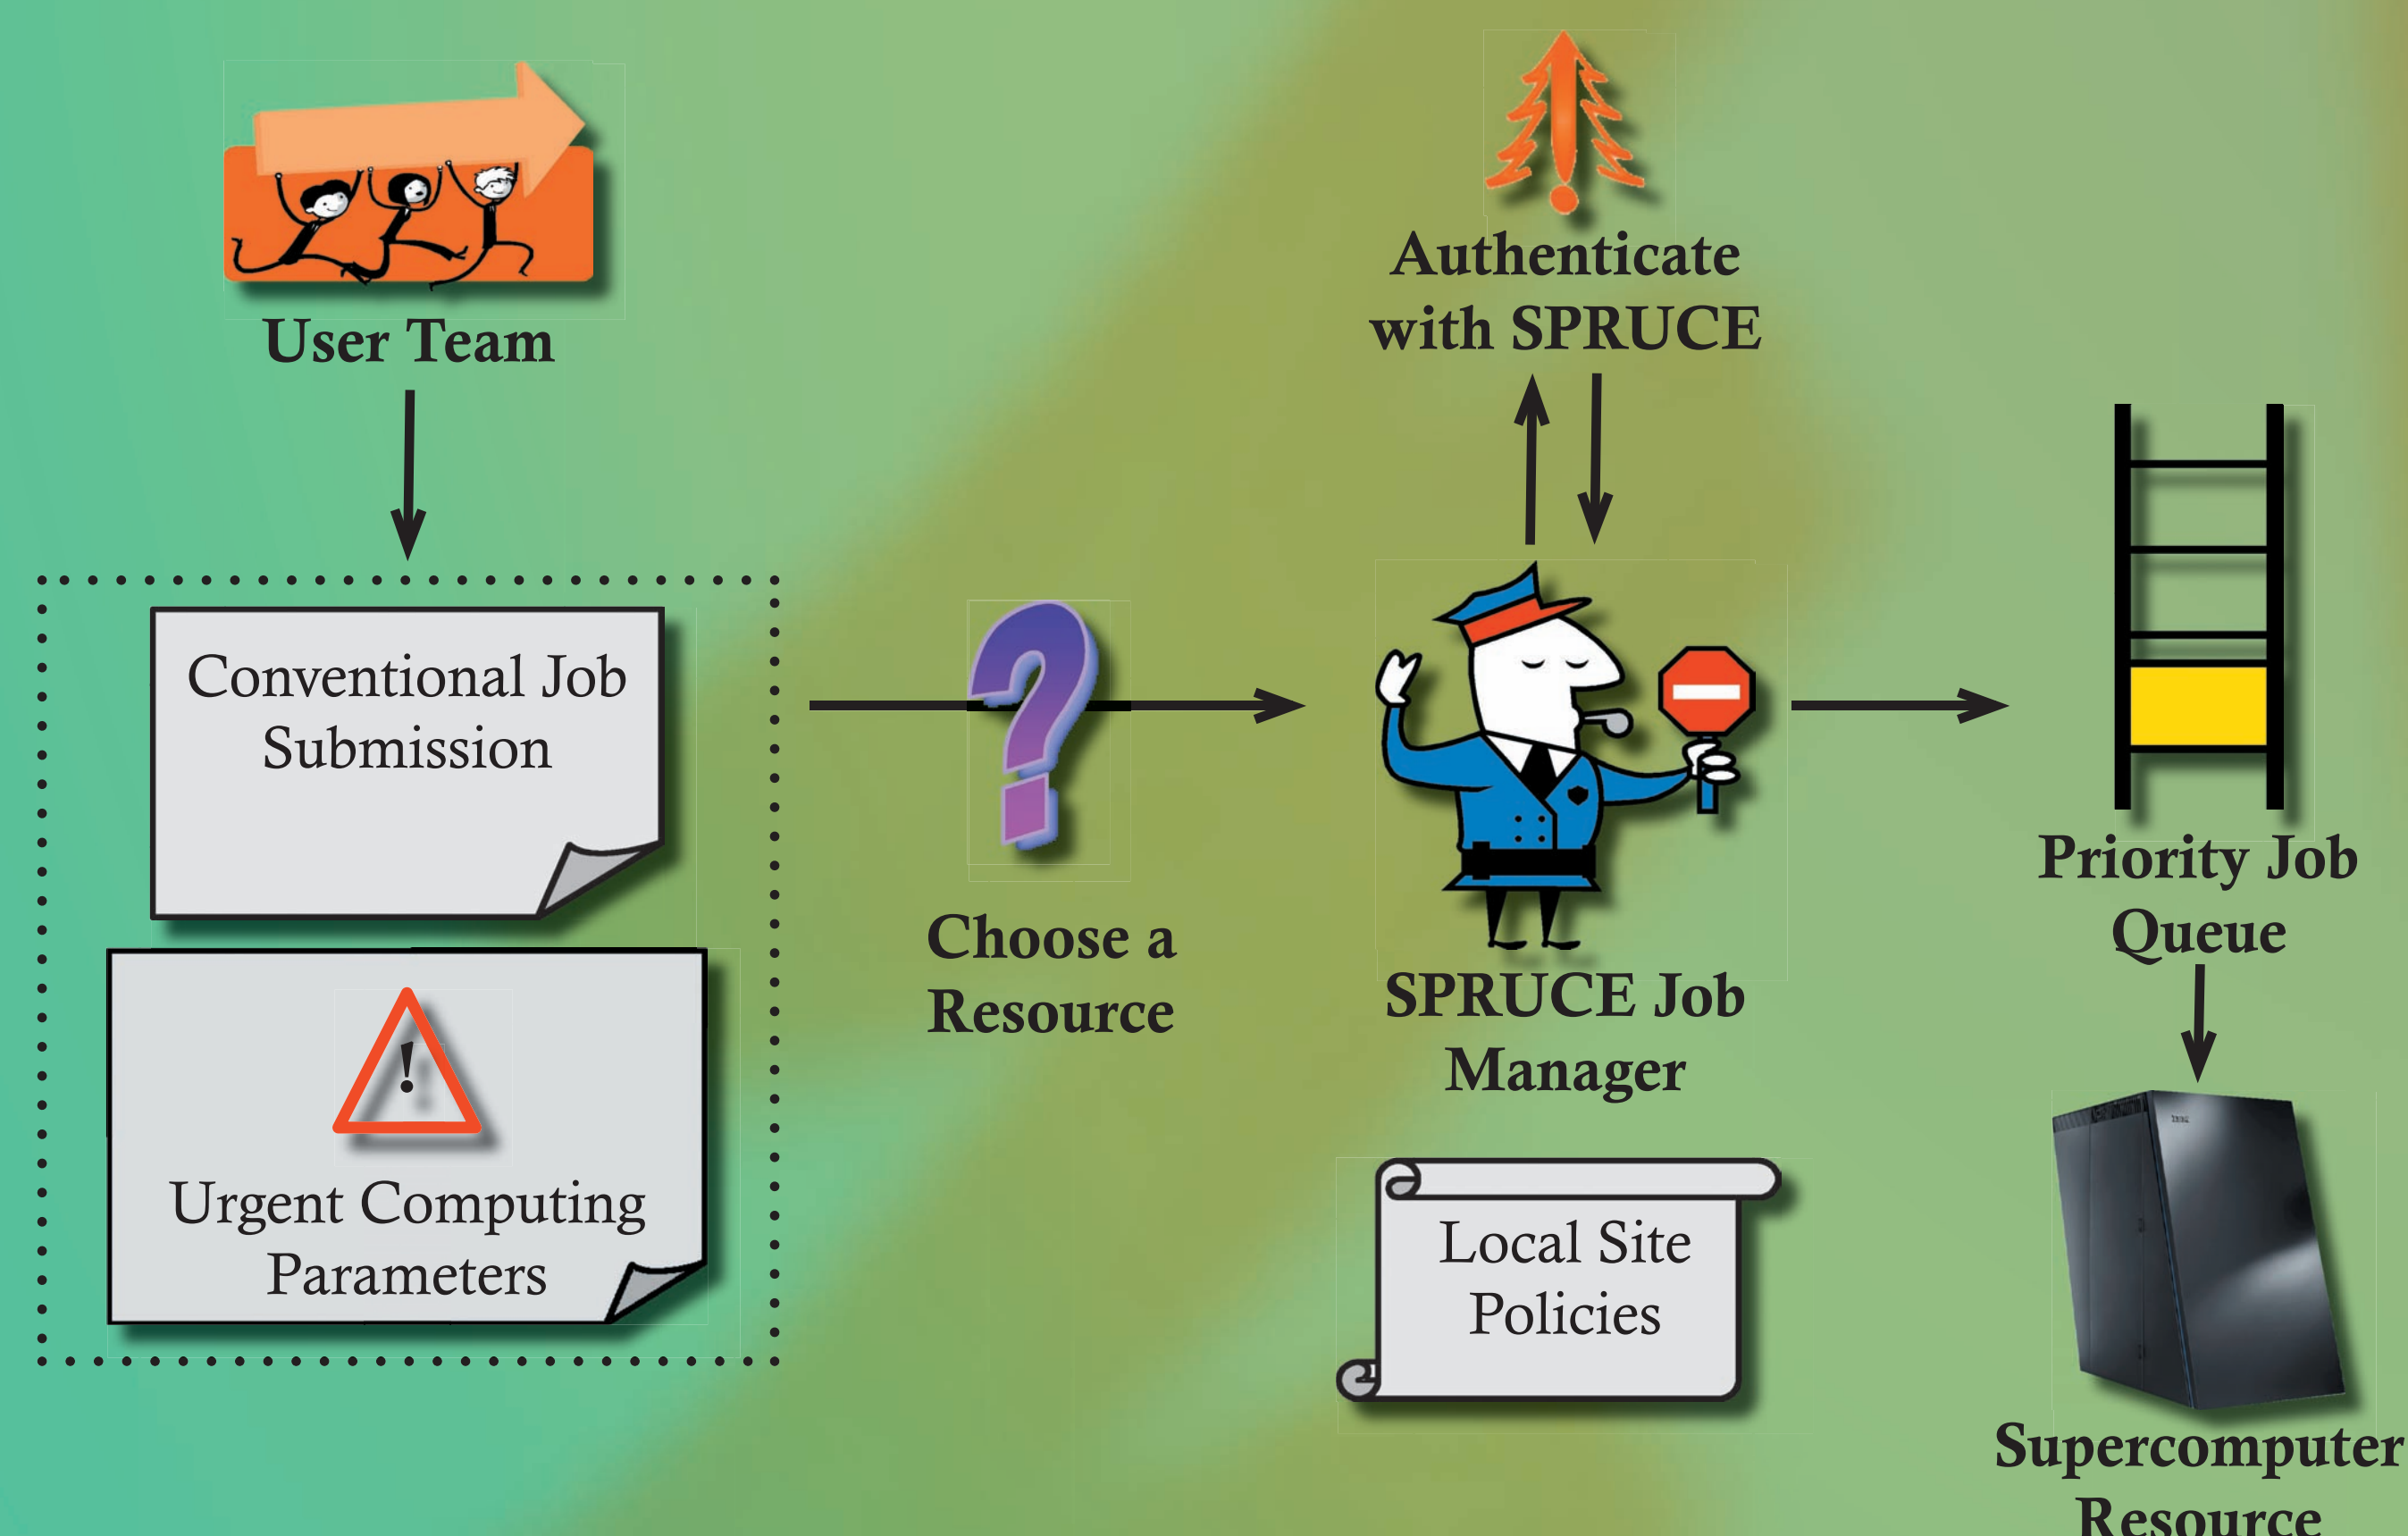 User Team
Conventional Job
Submission
!
Urgent Computing
Parameters
?
Choose a
Resource
Authenticate
with SPRUCE
SPRUCE Job
Manager
Local Site
Policies
Priority Job
Queue
Supercomputer
Resource